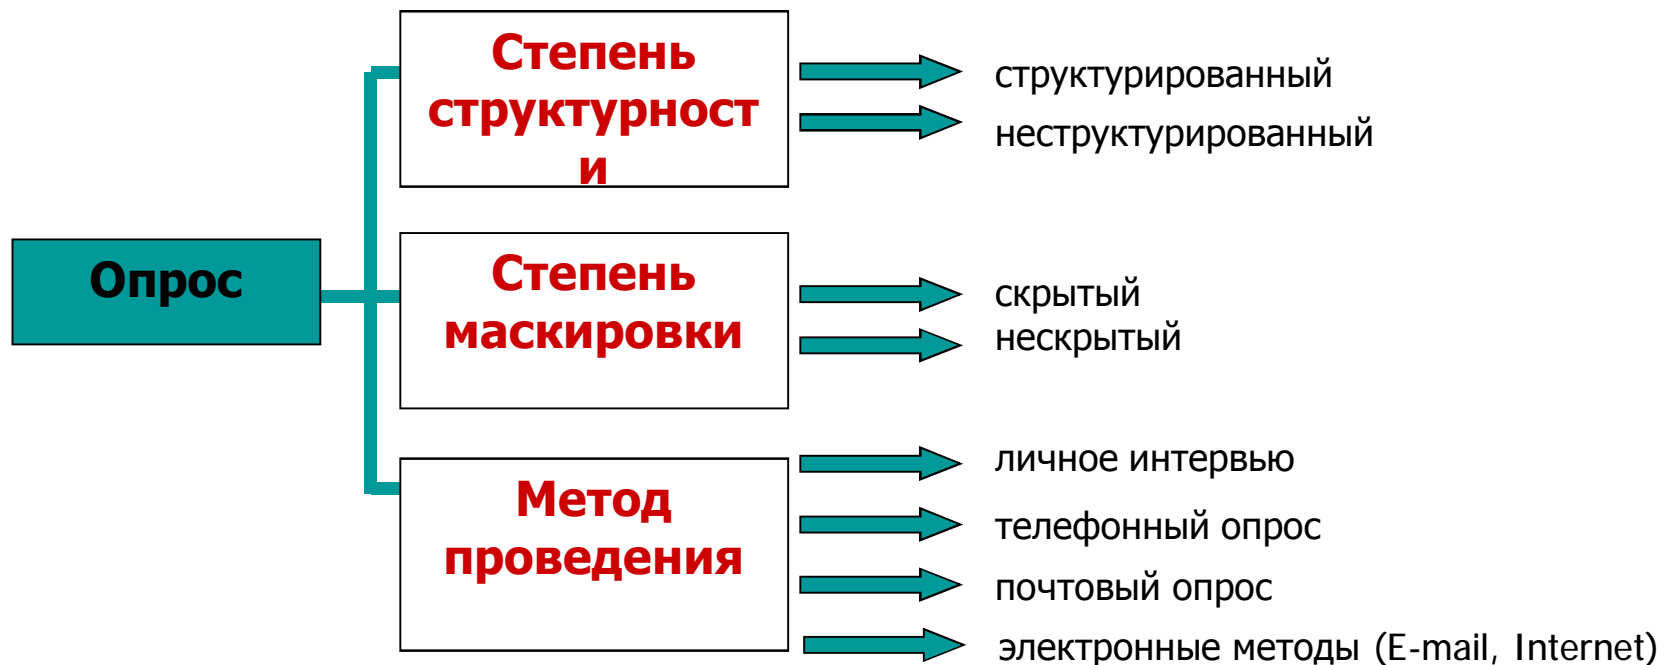 Опрос
Степень
структурност
и
структурированный
неструктурированный
Степень
маскировки
скрытый
нескрытый
Метод
проведения
личное интервью
телефонный опрос
почтовый опрос
электронные методы (E-mail, Internet)